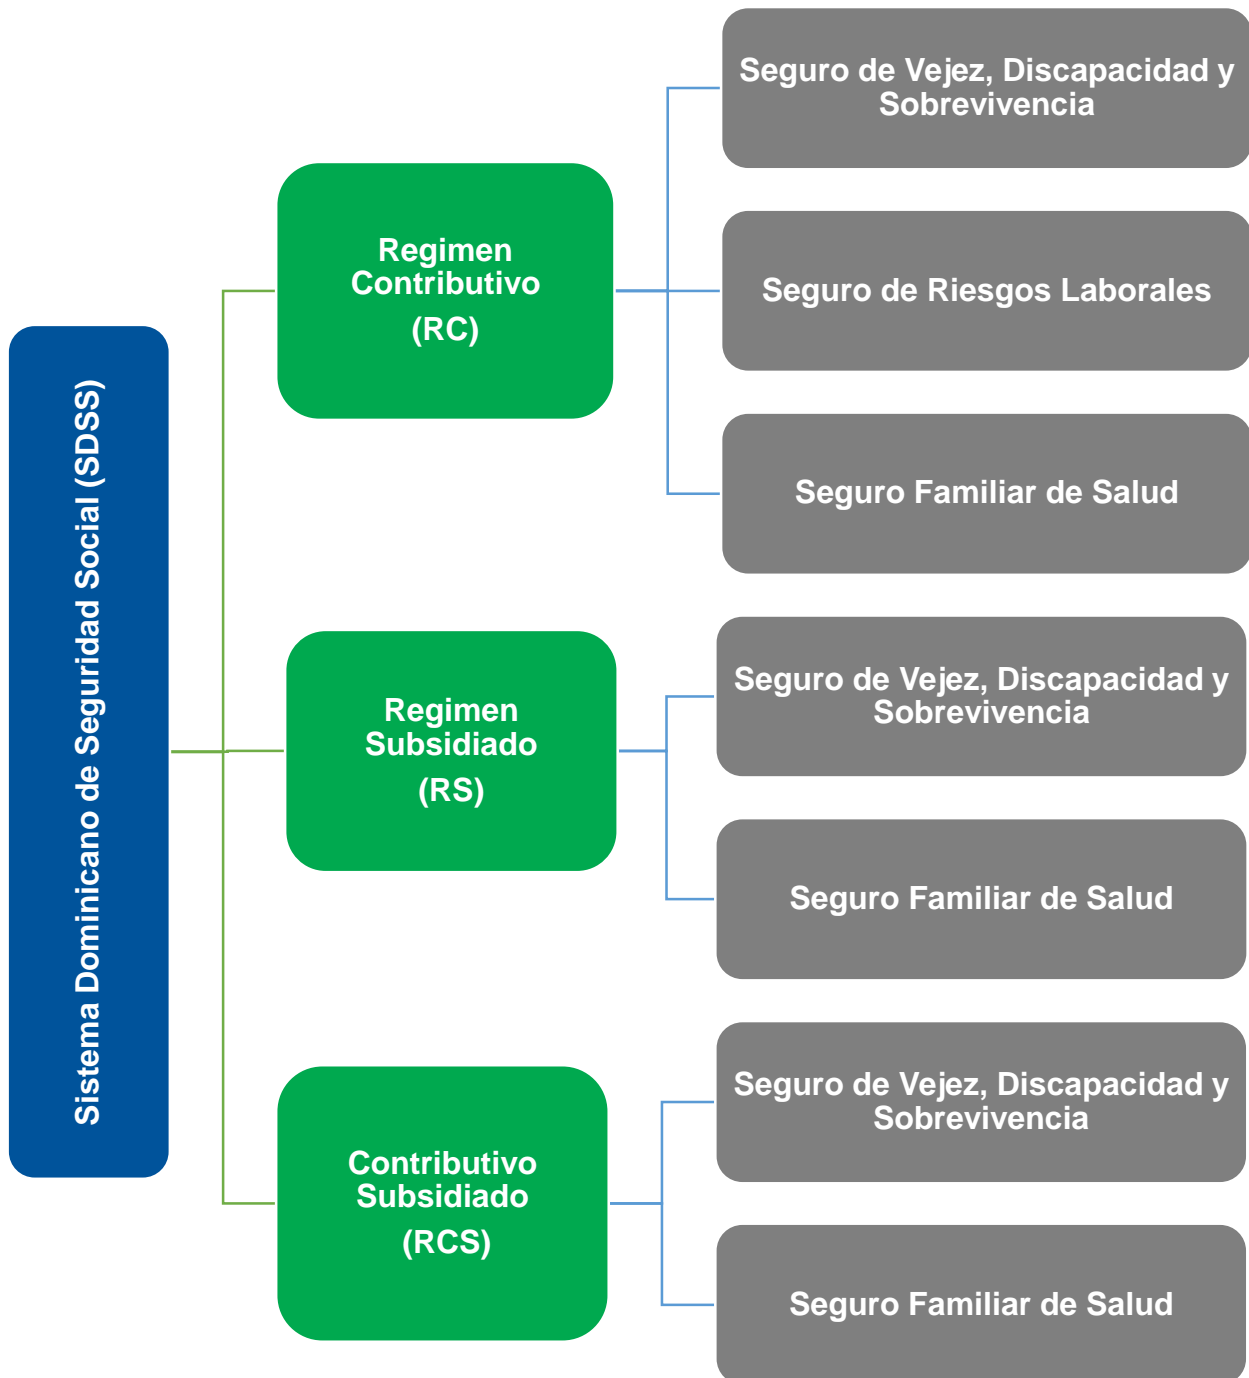 Sistema Dominicano de Seguridad Social (SDSS)
Regimen
Contributivo
(RC)
Seguro de Vejez, Discapacidad y
Sobrevivencia
Seguro de Riesgos Laborales
Seguro Familiar de Salud
Regimen
Subsidiado
(RS)
Seguro de Vejez, Discapacidad y
Sobrevivencia
Seguro Familiar de Salud
Contributivo
Subsidiado
(RCS)
Seguro de Vejez, Discapacidad y
Sobrevivencia
Seguro Familiar de Salud